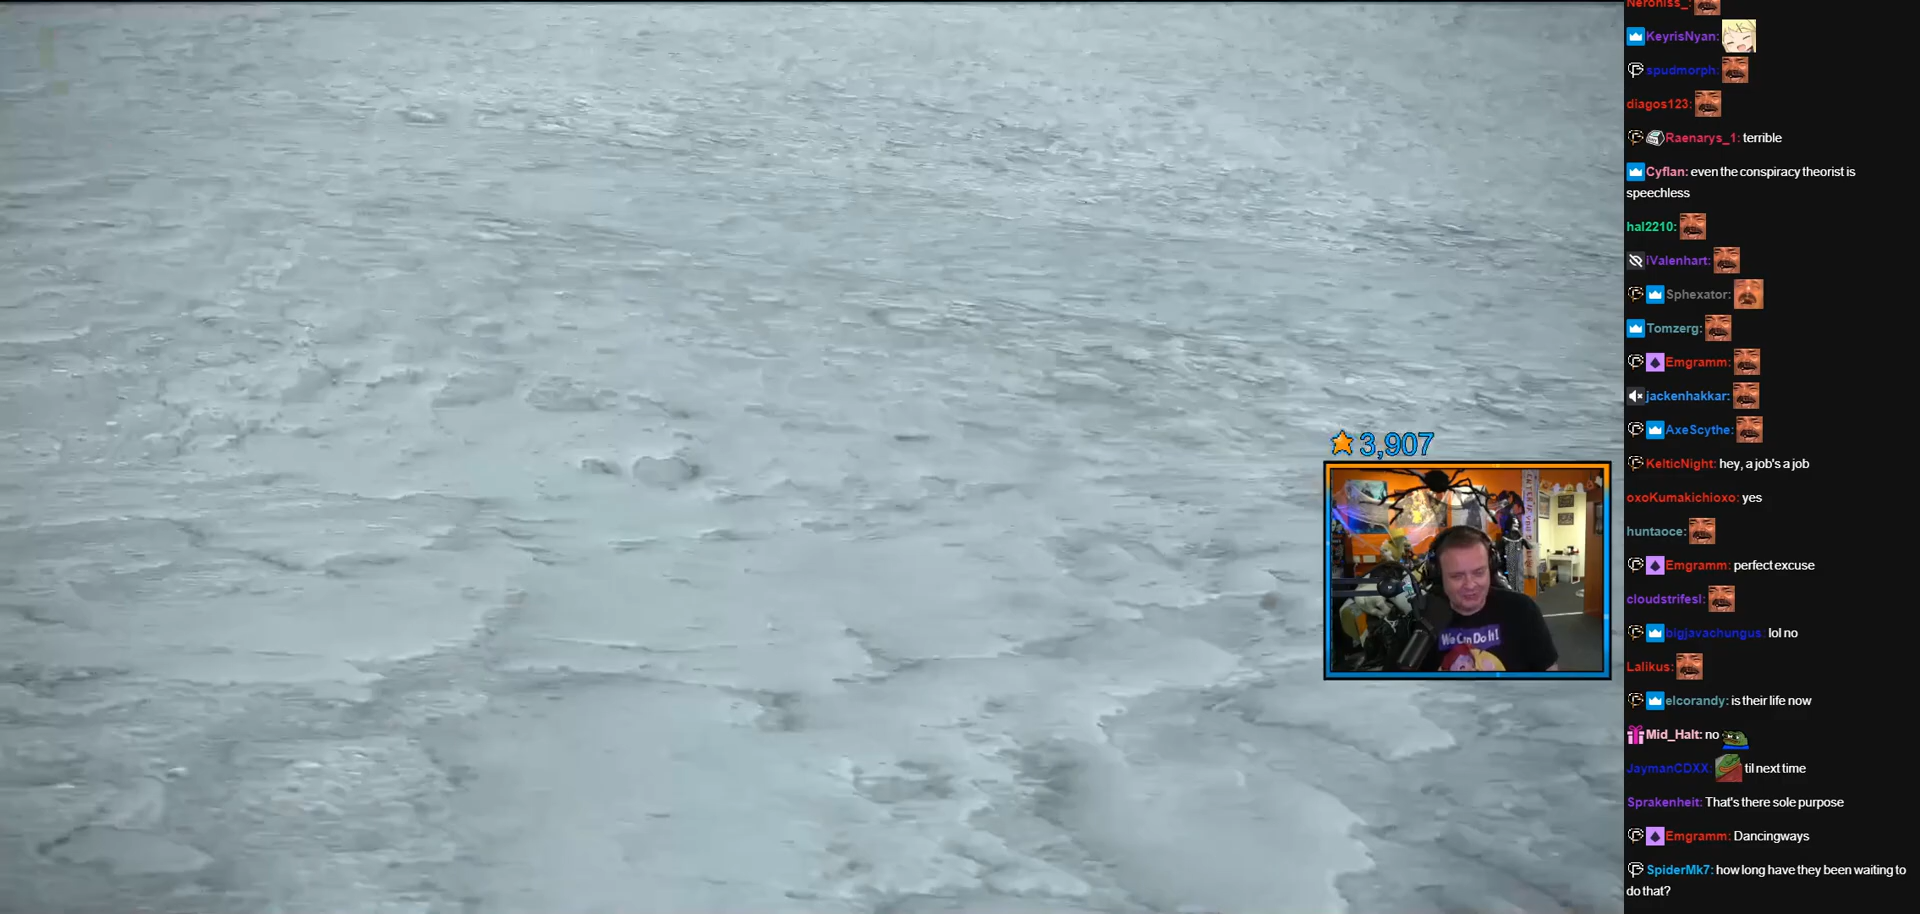 Neroniss_:
KeyrisNyan:
spudmorph:
diagos123:
Raenarys_1: terrible
Cyflan: even the conspiracy theorist is
speechless
hal2210:
iValenhart:
Sphexator:
Tomzerg:
Emgramm:
jackenhakkar:
AxeScythe:
3,907
KelticNight: hey, a job's a job
oxoKumakichioxo: yes
huntaoce:
Emgramm: perfect excuse
cloudstrifesl:
We Can Do It!
bigjavachungus: lol no
Lalikus:
elcorandy: is their life now
Mid_Halt: no
JaymanCDXX: til next time
Sprakenheit: That's there sole purpose
Emgramm: Dancingways
SpiderMk7: how long have they been waiting to
do that?